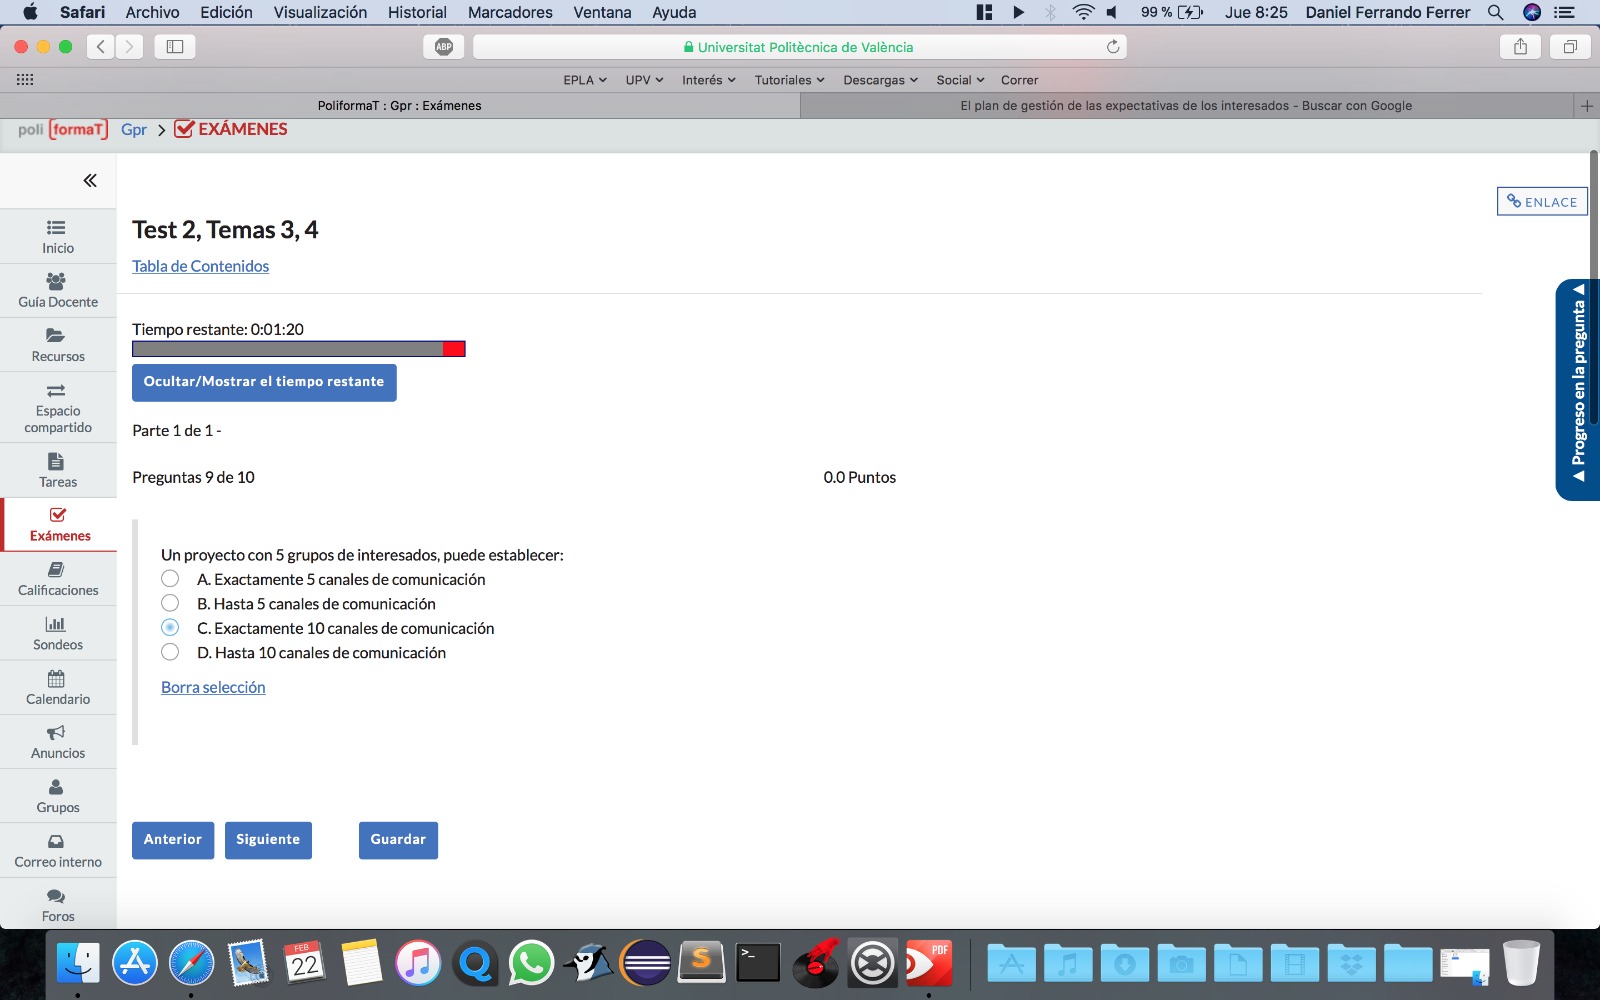 Safari Archivo Edición Visualización Historial Marcadores Ventana Ayuda 99 % Jue 8:25 Daniel Ferrando Ferrer
ABP Universitat Politècnica de València
EPLA UPV Interés Tutoriales Descargas Social Correr
PoliformaT : Gpr : Exámenes El plan de gestión de las expectativas de los interesados - Buscar con Google
poli [formaT] Gpr EXÁMENES
ENLACE
Inicio
Guía Docente
Recursos
Espacio
compartido
Tareas
Exámenes
Calificaciones
Sondeos
Calendario
Anuncios
Grupos
Correo interno
Foros
Test 2, Temas 3, 4
Tabla de Contenidos
Tiempo restante: 0:01:20
Ocultar/Mostrar el tiempo restante
Parte 1 de 1 -
Preguntas 9 de 10 0.0 Puntos
Un proyecto con 5 grupos de interesados, puede establecer:
A. Exactamente 5 canales de comunicación
B. Hasta 5 canales de comunicación
C. Exactamente 10 canales de comunicación
D. Hasta 10 canales de comunicación
Borra selección
Anterior Siguiente Guardar
Progreso en la pregunta
FEB
22
PDF